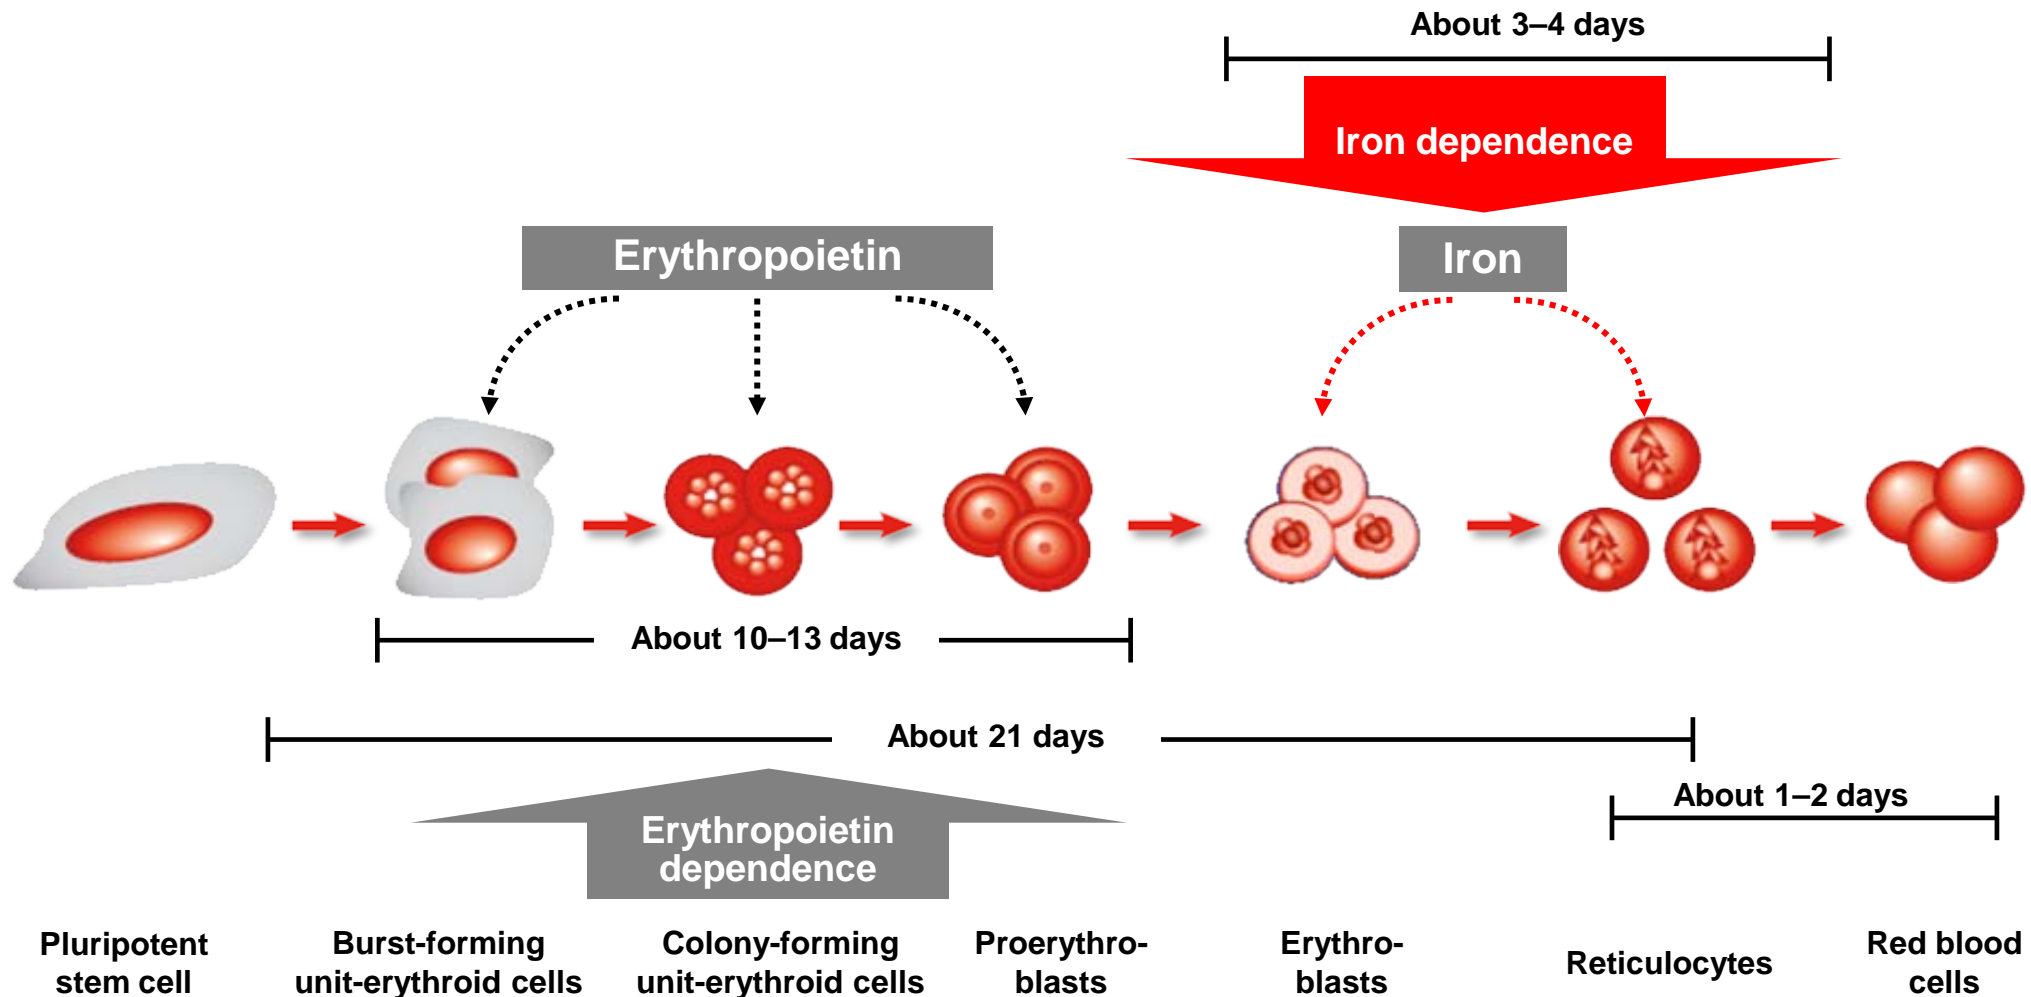 About 3–4 days
Iron dependence
Erythropoietin
Iron
About 10–13 days
About 21 days
About 1–2 days
Erythropoietin
dependence
Pluripotent
stem cell
Burst-forming
unit-erythroid cells
Colony-forming
unit-erythroid cells
Proerythro-
blasts
Erythro-
blasts
Reticulocytes
Red blood
cells